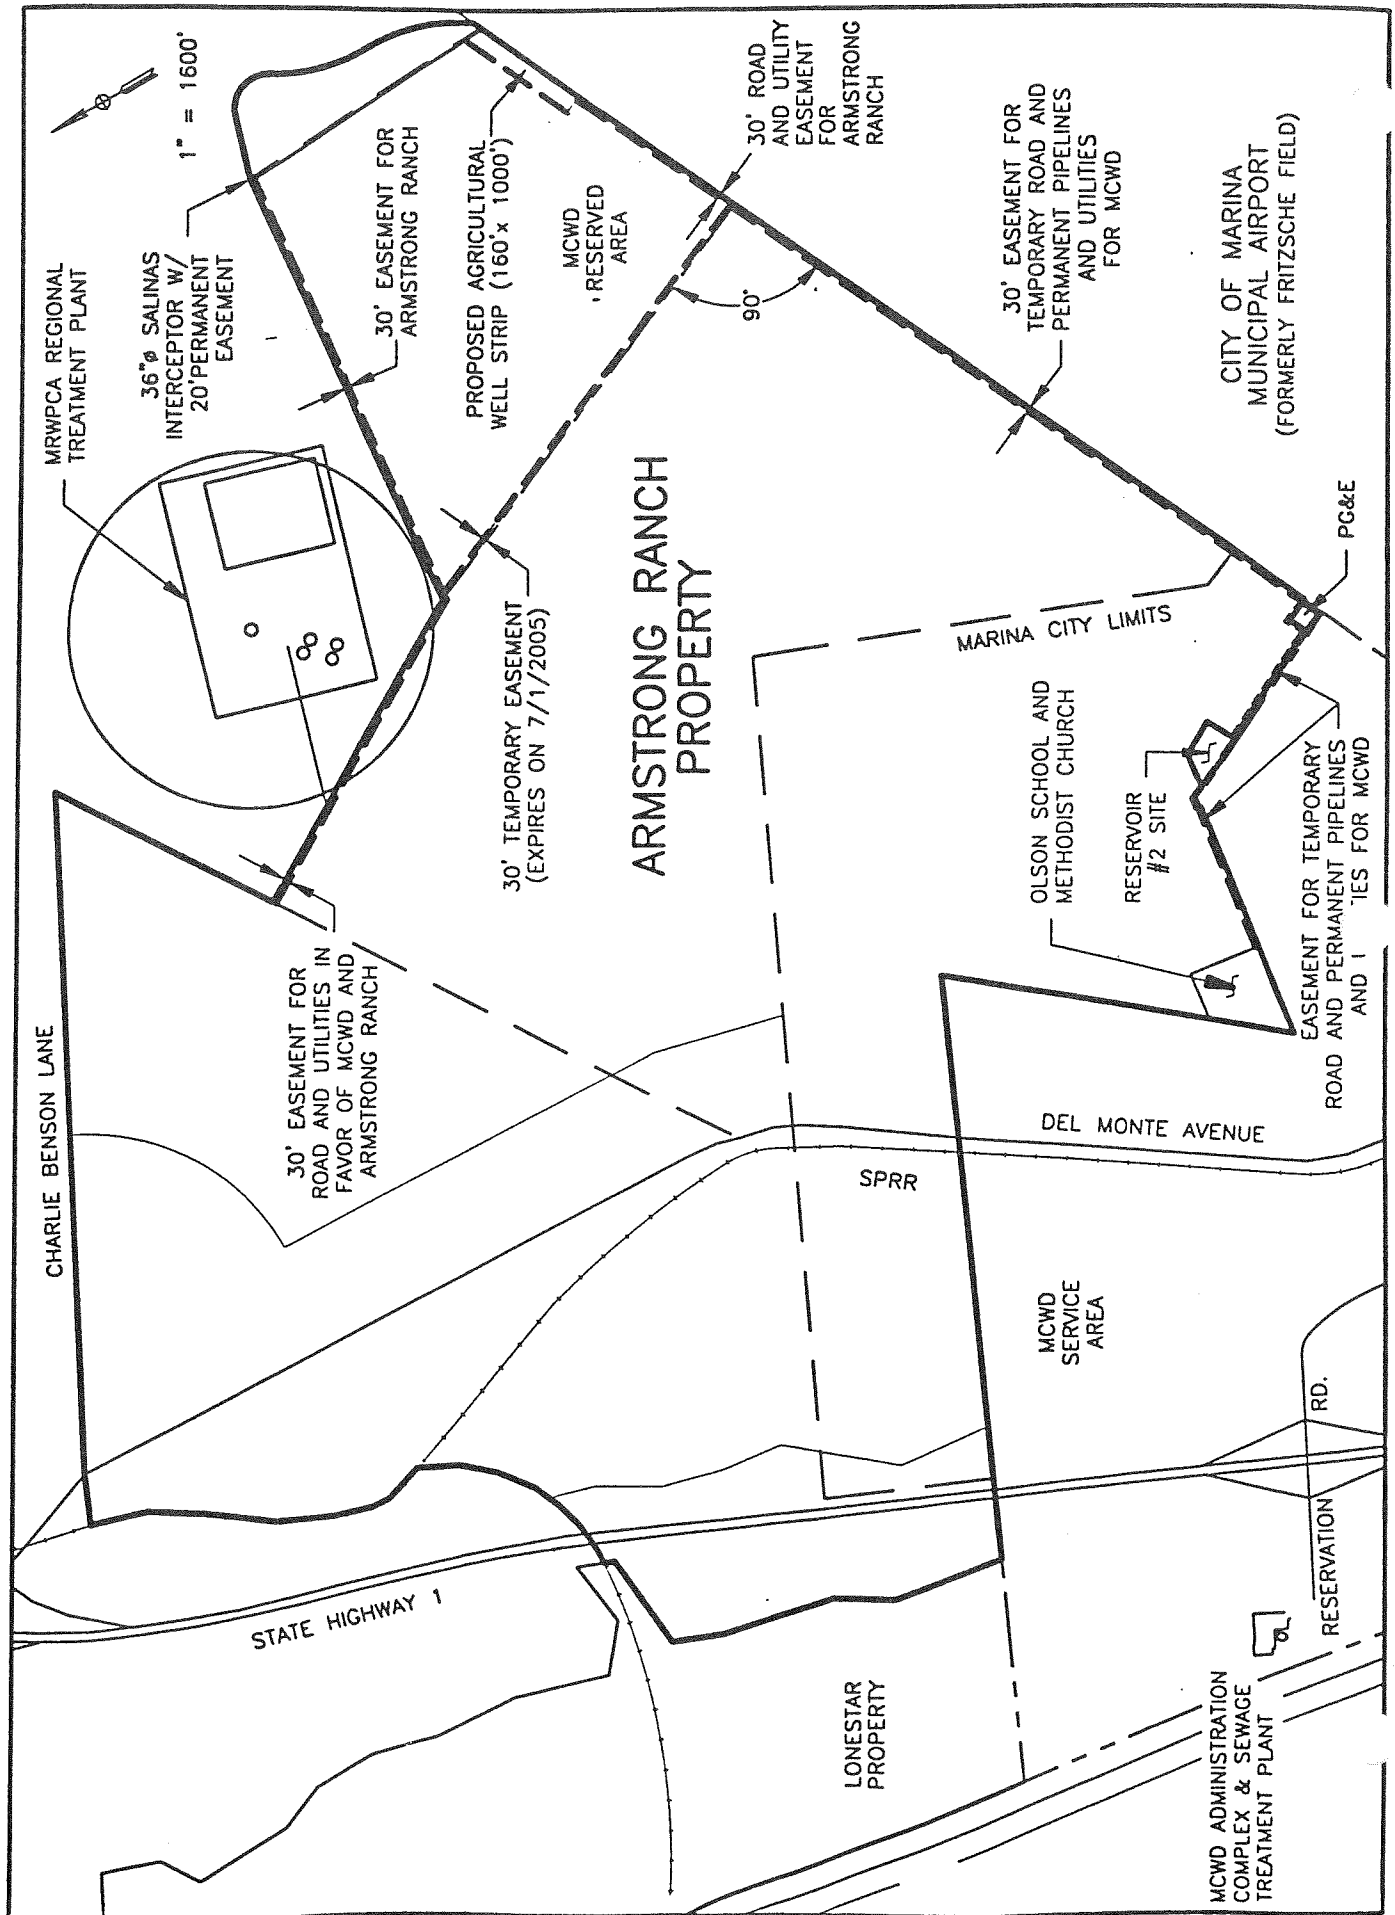 CHARLIE BENSON LANE
MRWPCA REGIONAL
TREATMENT PLANT
1" = 1600'
36"ø SALINAS
INTERCEPTOR W/
20'PERMANENT
EASEMENT
30' EASEMENT FOR
ARMSTRONG RANCH
PROPOSED AGRICULTURAL
WELL STRIP (160'x 1000')
MCWD
RESERVED
AREA
30' ROAD
AND UTILITY
EASEMENT
FOR
ARMSTRONG
RANCH
90°
30' EASEMENT FOR
ROAD AND UTILITIES IN
FAVOR OF MCWD AND
ARMSTRONG RANCH
30' TEMPORARY EASEMENT
(EXPIRES ON 7/1/2005)
ARMSTRONG RANCH
PROPERTY
30' EASEMENT FOR
TEMPORARY ROAD AND
PERMANENT PIPELINES
AND UTILITIES
FOR MCWD
CITY OF MARINA
MUNICIPAL AIRPORT
(FORMERLY FRITZSCHE FIELD)
MARINA CITY LIMITS
PG&E
OLSON SCHOOL AND
METHODIST CHURCH
RESERVOIR
#2 SITE
EASEMENT FOR TEMPORARY
ROAD AND PERMANENT PIPELINES
AND IES FOR MCWD
STATE HIGHWAY 1
SPRR
DEL MONTE AVENUE
MCWD
SERVICE
AREA
LONESTAR
PROPERTY
RESERVATION RD.
MCWD ADMINISTRATION
COMPLEX & SEWAGE
TREATMENT PLANT